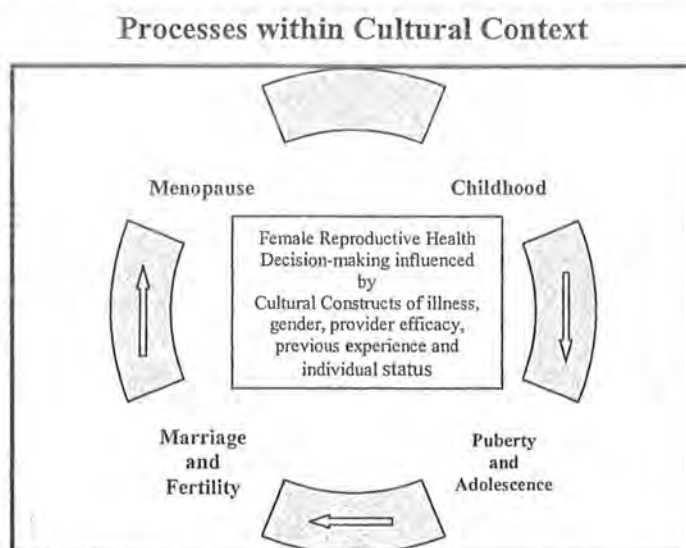 Processes within Cultural Context
Menopause
Childhood
Female Reproductive Health
Decision-making influenced
by
Cultural Constructs of illness,
gender, provider efficacy,
previous experience and
individual status
Marriage
and
Fertility
Puberty
and
Adolescence